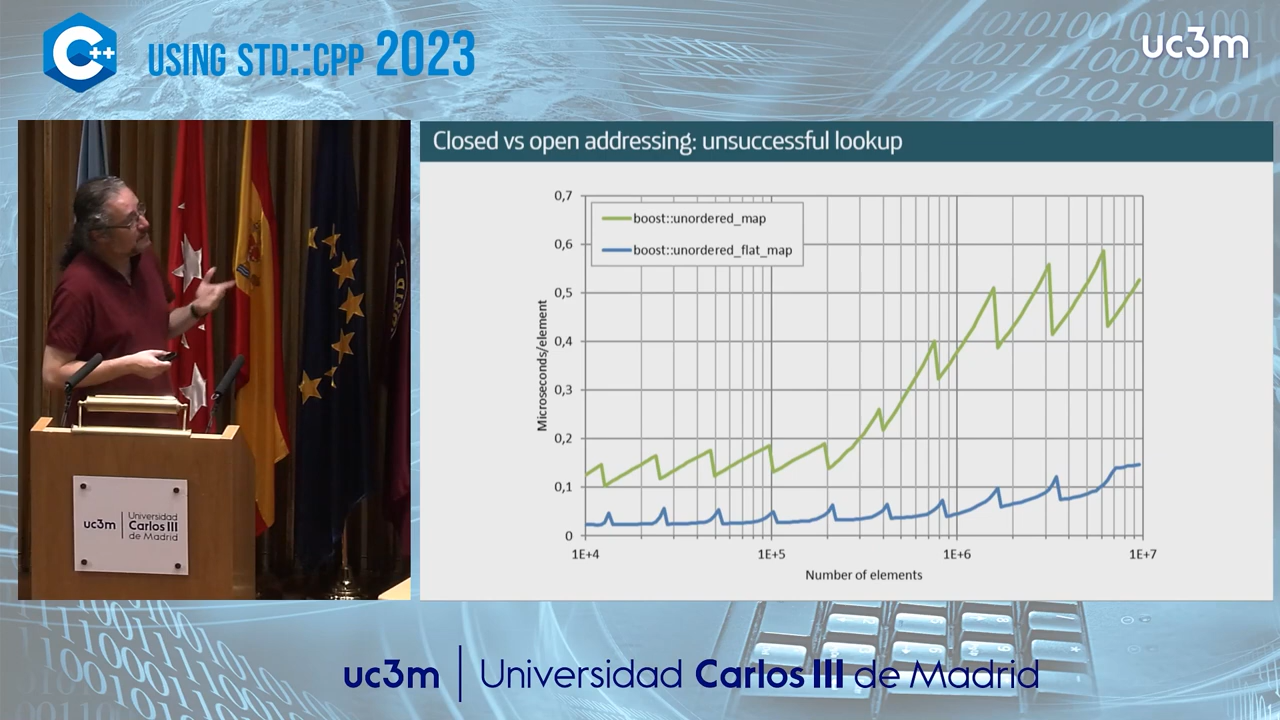 C++
USING STD::CPP 2023
uc3m
Closed vs open addressing: unsuccessful lookup
boost::unordered_map
boost::unordered_flat_map
Microseconds/element
0,7
0,6
0,5
0,4
0,3
0,2
0,1
0
1E+4
1E+5
1E+6
1E+7
Number of elements
uc3m
Universidad
Carlos III
de Madrid
uc3m | Universidad Carlos III de Madrid